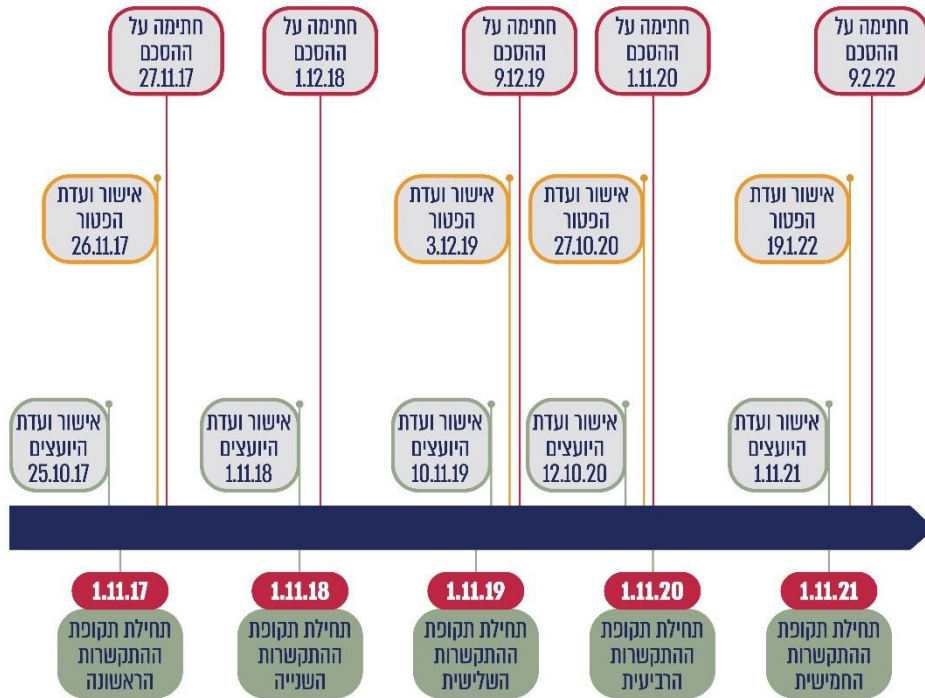 חתימה על
ההסכם
27.11.17
חתימה על
ההסכם
1.12.18
חתימה על
ההסכם
9.12.19
חתימה על
ההסכם
1.11.20
חתימה על
ההסכם
9.2.22
אישור ועדת
הפטור
26.11.17
אישור ועדת
הפטור
3.12.19
אישור ועדת
הפטור
27.10.20
אישור ועדת
הפטור
19.1.22
אישור ועדת
היועצים
25.10.17
אישור ועדת
היועצים
1.11.18
אישור ועדת
היועצים
10.11.19
אישור ועדת
היועצים
12.10.20
אישור ועדת
היועצים
1.11.21
1.11.17
תחילת תקופת
ההתקשרות
הראשונה
1.11.18
תחילת תקופת
ההתקשרות
השנייה
1.11.19
תחילת תקופת
ההתקשרות
השלישית
1.11.20
תחילת תקופת
ההתקשרות
הרביעית
1.11.21
תחילת תקופת
ההתקשרות
החמישית